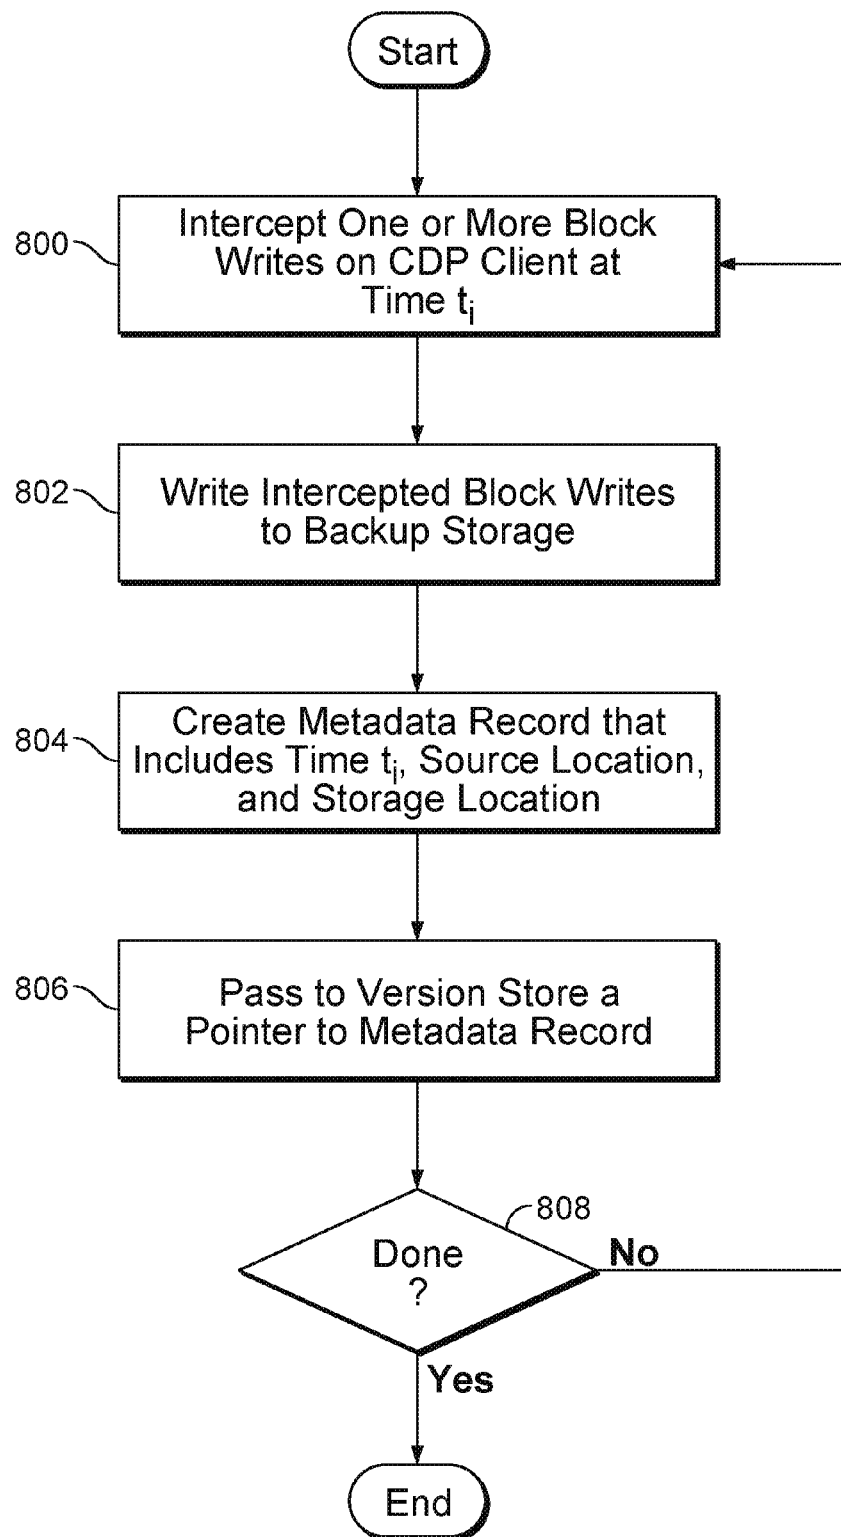 Start
800
Intercept One or More Block
Writes on CDP Client at
Time ti
802
Write Intercepted Block Writes
to Backup Storage
804
Create Metadata Record that
Includes Time ti, Source Location,
and Storage Location
806
Pass to Version Store a
Pointer to Metadata Record
808
Done
?
No
Yes
End